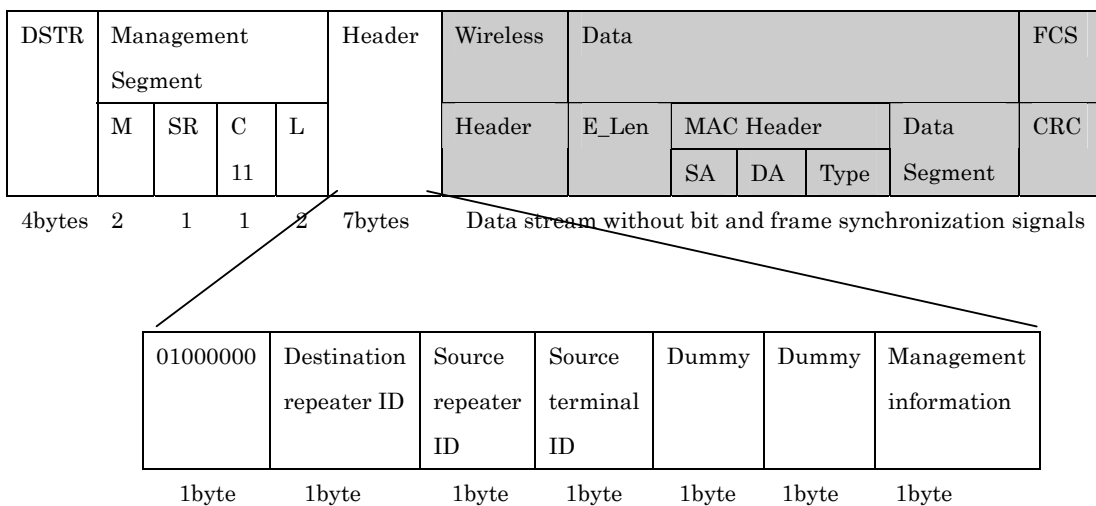 DSTR Management Header Wireless Data FCS
Segment
M SR C L Header E_Len MAC Header Data CRC
11 SA DA Type Segment
4bytes 2 1 1 2 7bytes Data stream without bit and frame synchronization signals
01000000 Destination Source Source Dummy Dummy Management
repeater ID repeater terminal information
ID ID
1byte 1byte 1byte 1byte 1byte 1byte 1byte